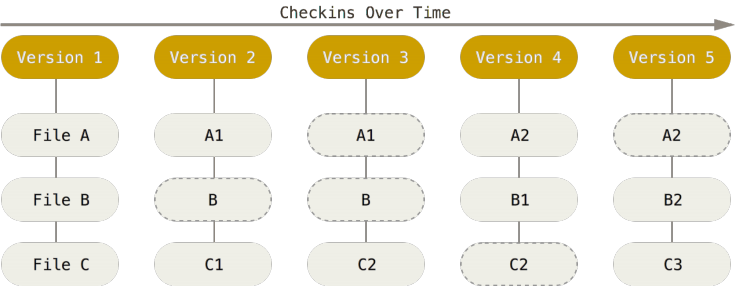 Checkins Over Time
Version 1 Version 2 Version 3 Version 4 Version 5
File A A1 A1 A2 A2
File B B B B1 B2
File C C1 C2 C2 C3